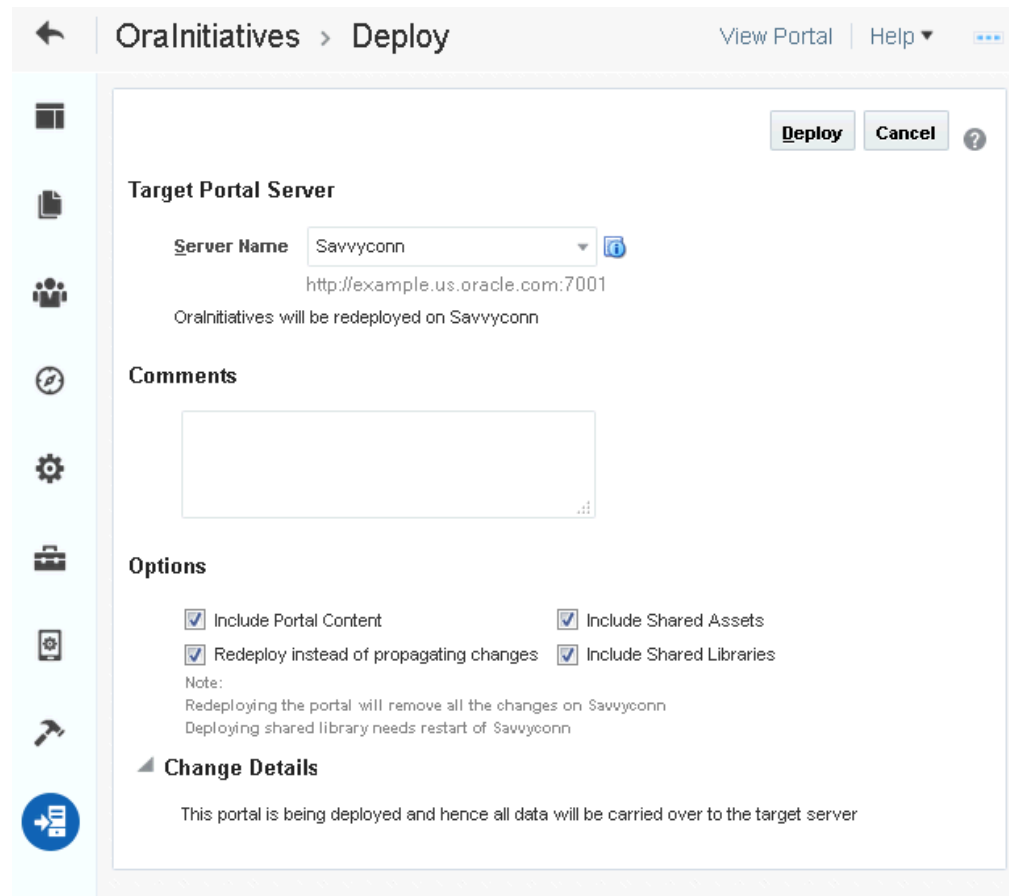 OraInitiatives > Deploy View Portal Help
Deploy Cancel
Target Portal Server
Server Name Savvyconn
http://example.us.oracle.com:7001
OraInitiatives will be redeployed on Savvyconn
Comments
Options
Include Portal Content Include Shared Assets
Redeploy instead of propagating changes Include Shared Libraries
Note:
Redeploying the portal will remove all the changes on Savvyconn
Deploying shared library needs restart of Savvyconn
Change Details
This portal is being deployed and hence all data will be carried over to the target server